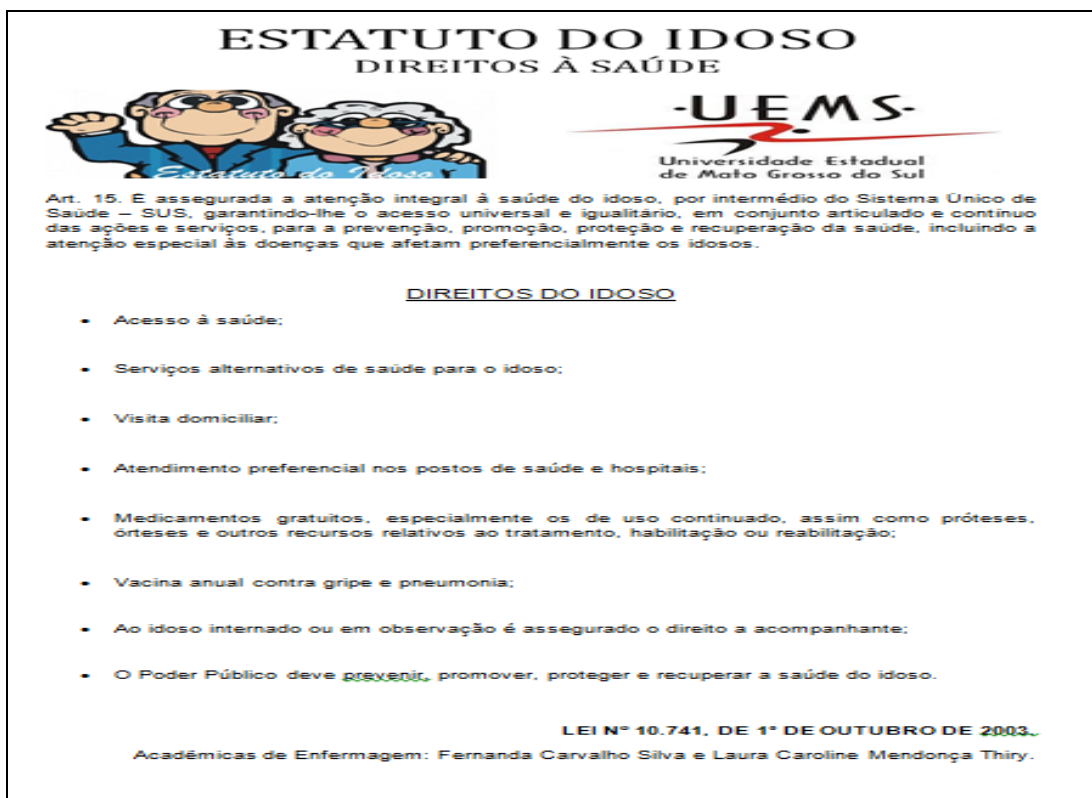 ESTATUTO DO IDOSO
DIREITOS À SAÚDE
Estatuto do Idoso
·UEMS·
Universidade Estadual
de Mato Grosso do Sul
Art. 15. É assegurada a atenção integral à saúde do idoso, por intermédio do Sistema Único de
Saúde – SUS, garantindo-lhe o acesso universal e igualitário, em conjunto articulado e contínuo
das ações e serviços, para a prevenção, promoção, proteção e recuperação da saúde, incluindo a
atenção especial às doenças que afetam preferencialmente os idosos.
DIREITOS DO IDOSO
• Acesso à saúde;
• Serviços alternativos de saúde para o idoso;
• Visita domiciliar;
• Atendimento preferencial nos postos de saúde e hospitais;
• Medicamentos gratuitos, especialmente os de uso continuado, assim como próteses,
órteses e outros recursos relativos ao tratamento, habilitação ou reabilitação;
• Vacina anual contra gripe e pneumonia;
• Ao idoso internado ou em observação é assegurado o direito a acompanhante;
• O Poder Público deve prevenir, promover, proteger e recuperar a saúde do idoso.
LEI Nº 10.741, DE 1º DE OUTUBRO DE 2003.
Acadêmicas de Enfermagem: Fernanda Carvalho Silva e Laura Caroline Mendonça Thiry.